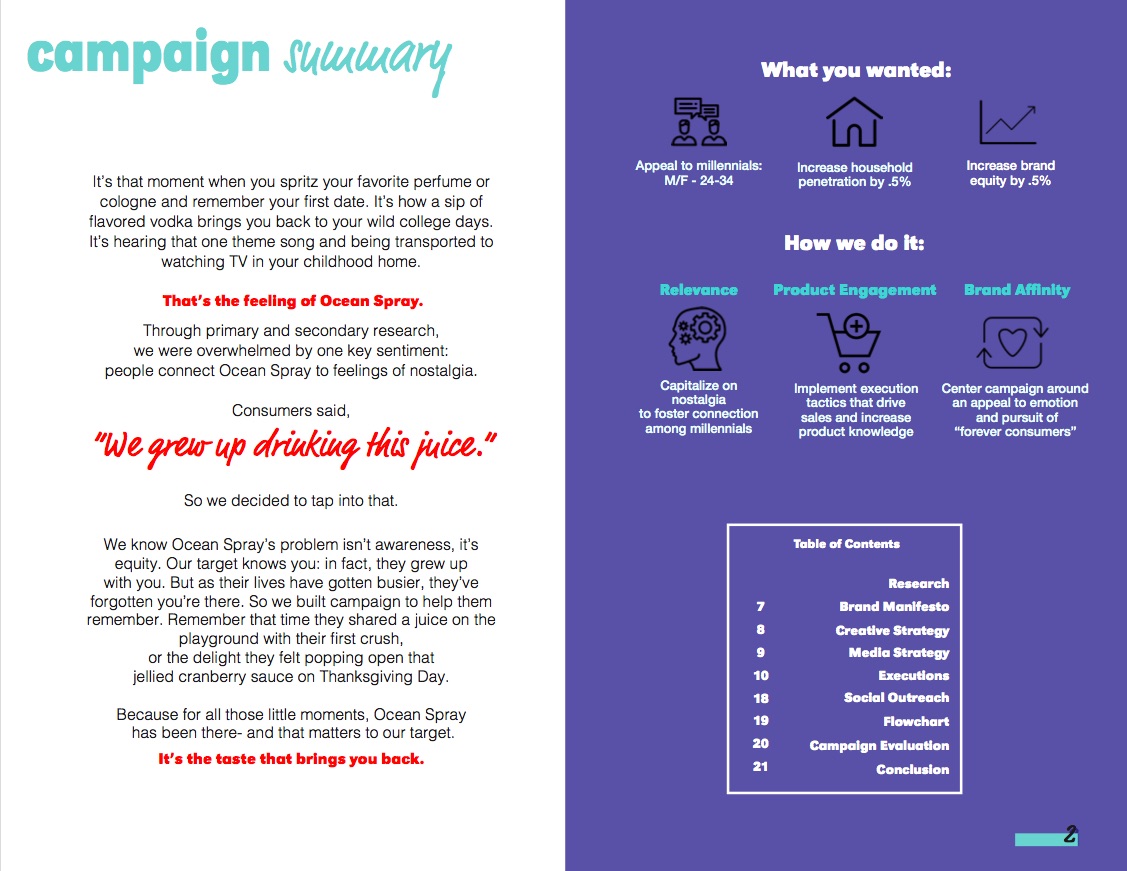 campaign summary
It's that moment when you spritz your favorite perfume or
cologne and remember your first date. It's how a sip of
flavored vodka brings you back to your wild college days.
It's hearing that one theme song and being transported to
watching TV in your childhood home.
That's the feeling of Ocean Spray.
Through primary and secondary research,
we were overwhelmed by one key sentiment:
people connect Ocean Spray to feelings of nostalgia.
Consumers said,
"We grew up drinking this juice."
So we decided to tap into that.
We know Ocean Spray's problem isn't awareness, it's
equity. Our target knows you: in fact, they grew up
with you. But as their lives have gotten busier, they've
forgotten you're there. So we built campaign to help them
remember. Remember that time they shared a juice on the
playground with their first crush,
or the delight they felt popping open that
jellied cranberry sauce on Thanksgiving Day.
Because for all those little moments, Ocean Spray
has been there- and that matters to our target.
It's the taste that brings you back.
What you wanted:
Appeal to millennials:
M/F - 24-34
Increase household
penetration by .5%
Increase brand
equity by .5%
How we do it:
Relevance
Capitalize on
nostalgia
to foster connection
among millennials
Product Engagement
Implement execution
tactics that drive
sales and increase
product knowledge
Brand Affinity
Center campaign around
an appeal to emotion
and pursuit of
"forever consumers"
Table of Contents
Research
7 Brand Manifesto
8 Creative Strategy
9 Media Strategy
10 Executions
18 Social Outreach
19 Flowchart
20 Campaign Evaluation
21 Conclusion
2